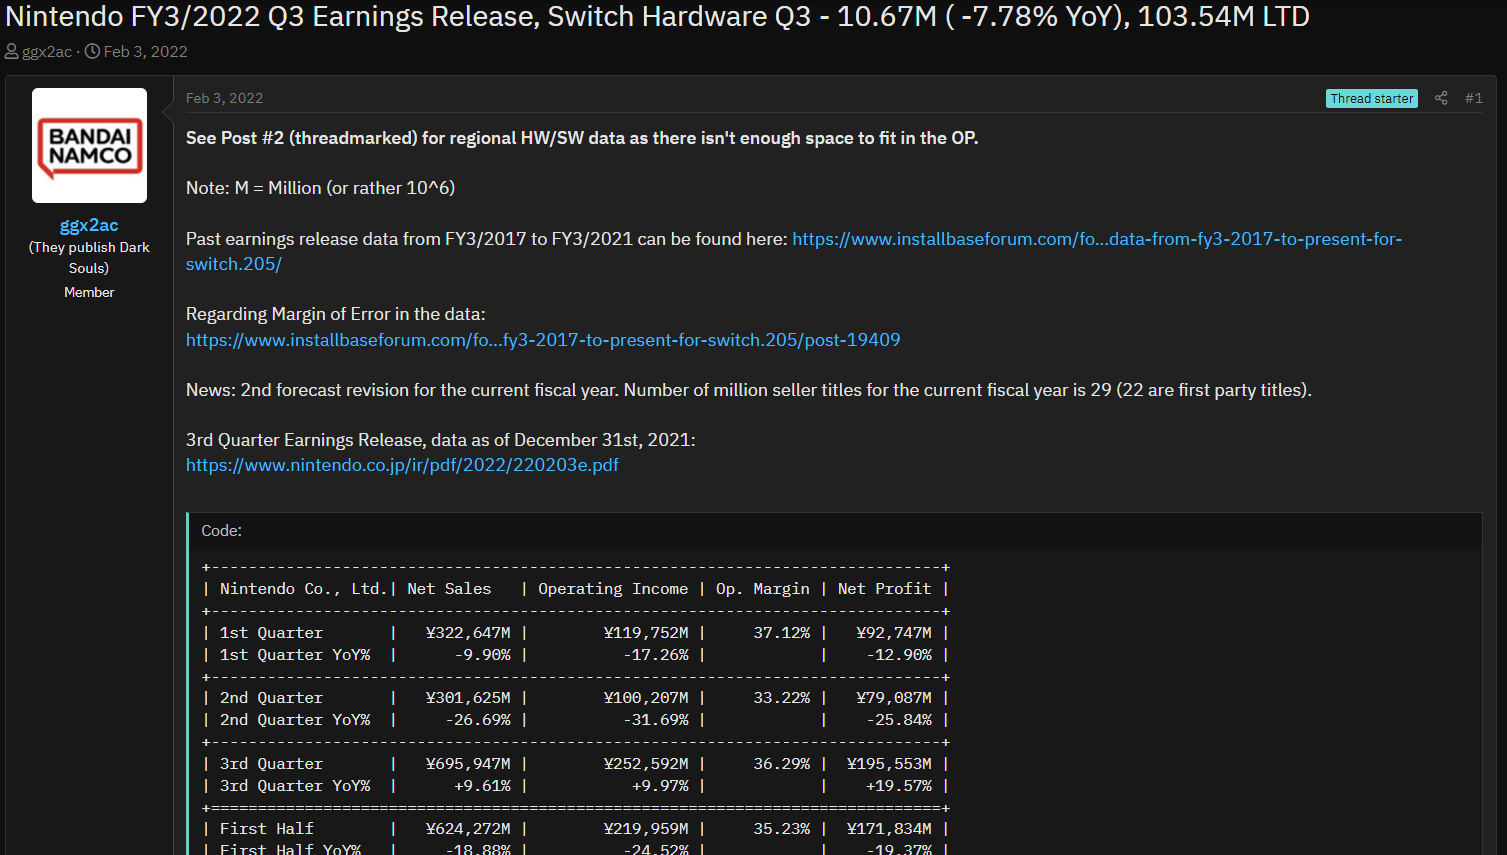 Nintendo FY3/2022 Q3 Earnings Release, Switch Hardware Q3 - 10.67M ( -7.78% YoY), 103.54M LTD
ggx2ac · Feb 3, 2022
BANDAI
NAMCO
ggx2ac
(They publish Dark
Souls)
Member
Feb 3, 2022
Thread starter
#1
See Post #2 (threadmarked) for regional HW/SW data as there isn't enough space to fit in the OP.
Note: M = Million (or rather 10^6)
Past earnings release data from FY3/2017 to FY3/2021 can be found here: https://www.installbaseforum.com/fo...data-from-fy3-2017-to-present-for-
switch.205/
Regarding Margin of Error in the data:
https://www.installbaseforum.com/fo...fy3-2017-to-present-for-switch.205/post-19409
News: 2nd forecast revision for the current fiscal year. Number of million seller titles for the current fiscal year is 29 (22 are first party titles).
3rd Quarter Earnings Release, data as of December 31st, 2021:
https://www.nintendo.co.jp/ir/pdf/2022/220203e.pdf
Code:
+------------------------------------------------------------------------------+
| Nintendo Co., Ltd.| Net Sales   | Operating Income | Op. Margin | Net Profit |
+------------------------------------------------------------------------------+
| 1st Quarter       |   ¥322,647M |        ¥119,752M |     37.12% |   ¥92,747M |
| 1st Quarter YoY%  |      -9.90% |          -17.26% |            |    -12.90% |
+------------------------------------------------------------------------------+
| 2nd Quarter       |   ¥301,625M |        ¥100,207M |     33.22% |   ¥79,087M |
| 2nd Quarter YoY%  |     -26.69% |          -31.69% |            |    -25.84% |
+------------------------------------------------------------------------------+
| 3rd Quarter       |   ¥695,947M |        ¥252,592M |     36.29% |  ¥195,553M |
| 3rd Quarter YoY%  |      +9.61% |           +9.97% |            |    +19.57% |
+==============================================================================+
| First Half        |   ¥624,272M |        ¥219,959M |     35.23% |  ¥171,834M |
| First Half YoY%   |     -18.88% |          -24.52% |            |    -19.37% |